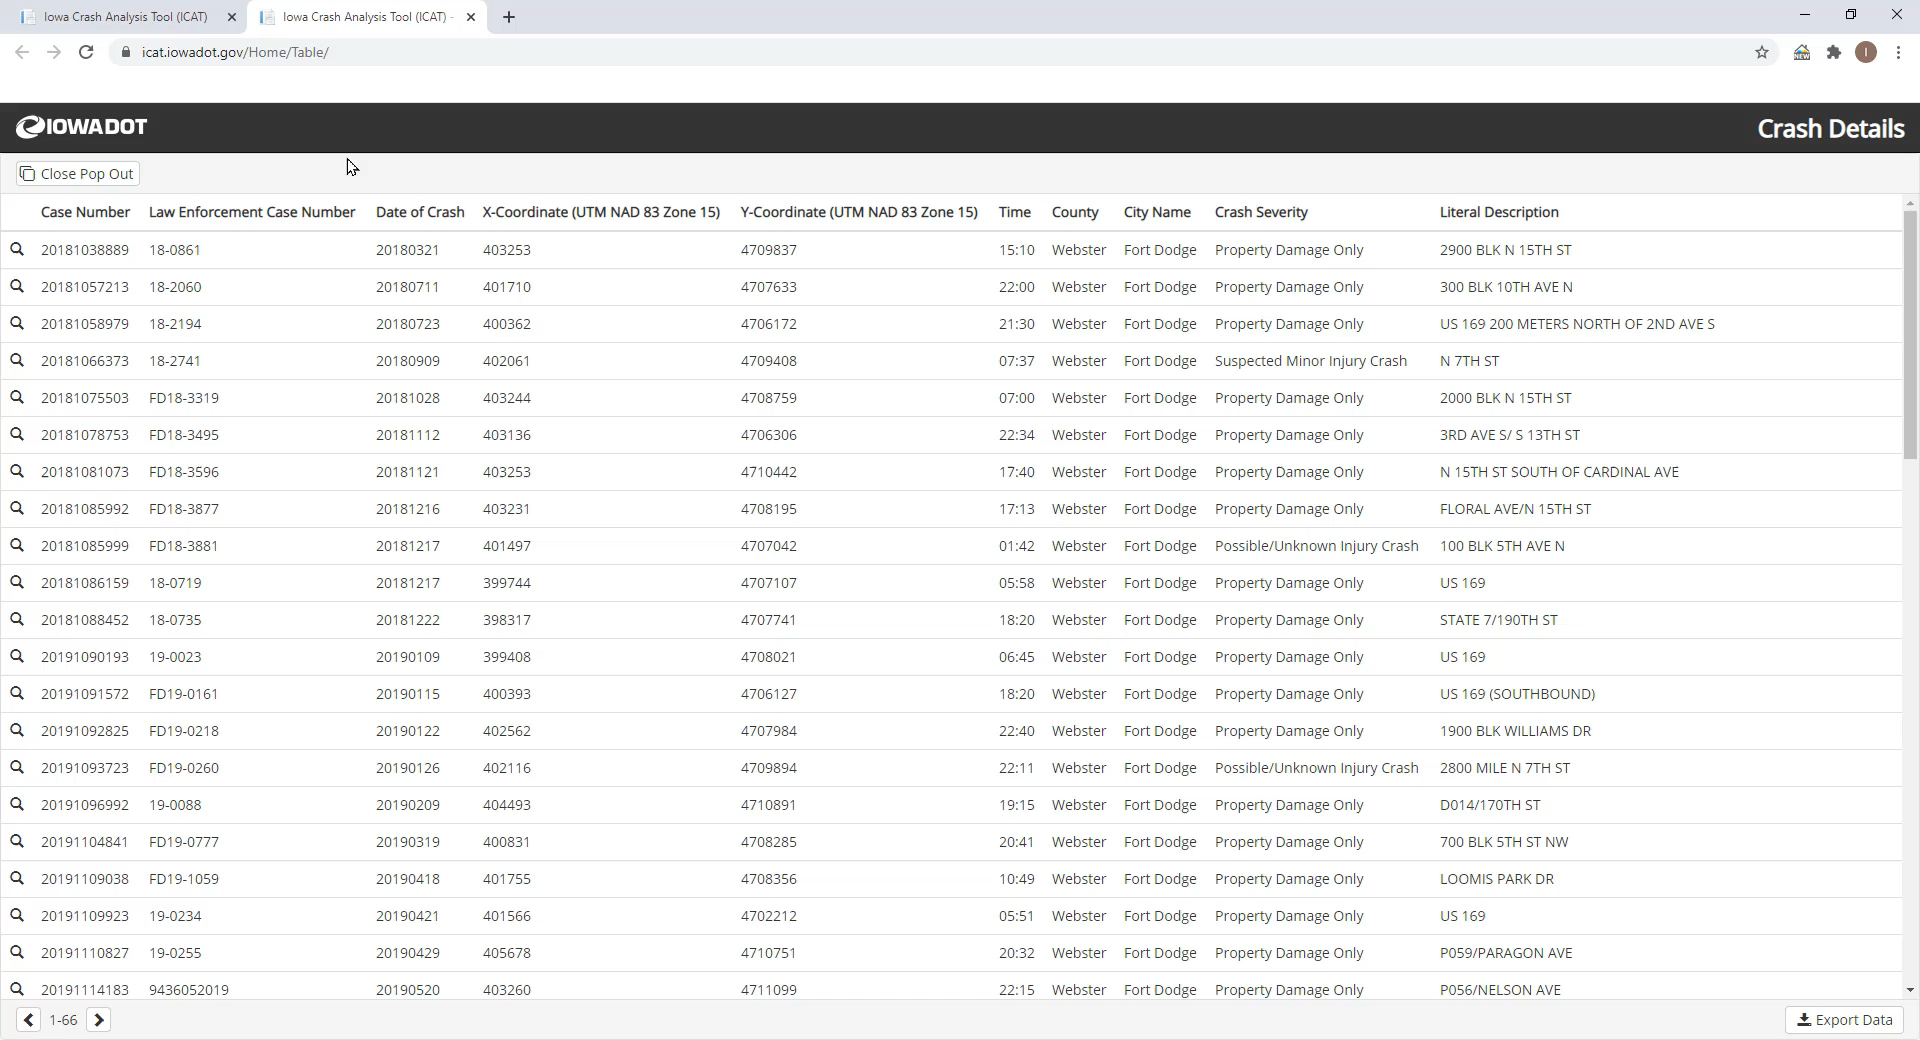 Iowa Crash Analysis Tool (ICAT)
Iowa Crash Analysis Tool (ICAT) -
icat.iowadot.gov/Home/Table/
NEW
I
IOWADOT
Crash Details
Close Pop Out
Case Number Law Enforcement Case Number Date of Crash X-Coordinate (UTM NAD 83 Zone 15) Y-Coordinate (UTM NAD 83 Zone 15) Time County City Name Crash Severity Literal Description
20181038889 18-0861 20180321 403253 4709837 15:10 Webster Fort Dodge Property Damage Only 2900 BLK N 15TH ST
20181057213 18-2060 20180711 401710 4707633 22:00 Webster Fort Dodge Property Damage Only 300 BLK 10TH AVE N
20181058979 18-2194 20180723 400362 4706172 21:30 Webster Fort Dodge Property Damage Only US 169 200 METERS NORTH OF 2ND AVE S
20181066373 18-2741 20180909 402061 4709408 07:37 Webster Fort Dodge Suspected Minor Injury Crash N 7TH ST
20181075503 FD18-3319 20181028 403244 4708759 07:00 Webster Fort Dodge Property Damage Only 2000 BLK N 15TH ST
20181078753 FD18-3495 20181112 403136 4706306 22:34 Webster Fort Dodge Property Damage Only 3RD AVE S/ S 13TH ST
20181081073 FD18-3596 20181121 403253 4710442 17:40 Webster Fort Dodge Property Damage Only N 15TH ST SOUTH OF CARDINAL AVE
20181085992 FD18-3877 20181216 403231 4708195 17:13 Webster Fort Dodge Property Damage Only FLORAL AVE/N 15TH ST
20181085999 FD18-3881 20181217 401497 4707042 01:42 Webster Fort Dodge Possible/Unknown Injury Crash 100 BLK 5TH AVE N
20181086159 18-0719 20181217 399744 4707107 05:58 Webster Fort Dodge Property Damage Only US 169
20181088452 18-0735 20181222 398317 4707741 18:20 Webster Fort Dodge Property Damage Only STATE 7/190TH ST
20191090193 19-0023 20190109 399408 4708021 06:45 Webster Fort Dodge Property Damage Only US 169
20191091572 FD19-0161 20190115 400393 4706127 18:20 Webster Fort Dodge Property Damage Only US 169 (SOUTHBOUND)
20191092825 FD19-0218 20190122 402562 4707984 22:40 Webster Fort Dodge Property Damage Only 1900 BLK WILLIAMS DR
20191093723 FD19-0260 20190126 402116 4709894 22:11 Webster Fort Dodge Possible/Unknown Injury Crash 2800 MILE N 7TH ST
20191096992 19-0088 20190209 404493 4710891 19:15 Webster Fort Dodge Property Damage Only D014/170TH ST
20191104841 FD19-0777 20190319 400831 4708285 20:41 Webster Fort Dodge Property Damage Only 700 BLK 5TH ST NW
20191109038 FD19-1059 20190418 401755 4708356 10:49 Webster Fort Dodge Property Damage Only LOOMIS PARK DR
20191109923 19-0234 20190421 401566 4702212 05:51 Webster Fort Dodge Property Damage Only US 169
20191110827 19-0255 20190429 405678 4710751 20:32 Webster Fort Dodge Property Damage Only P059/PARAGON AVE
20191114183 9436052019 20190520 403260 4711099 22:15 Webster Fort Dodge Property Damage Only P056/NELSON AVE
1-66
Export Data